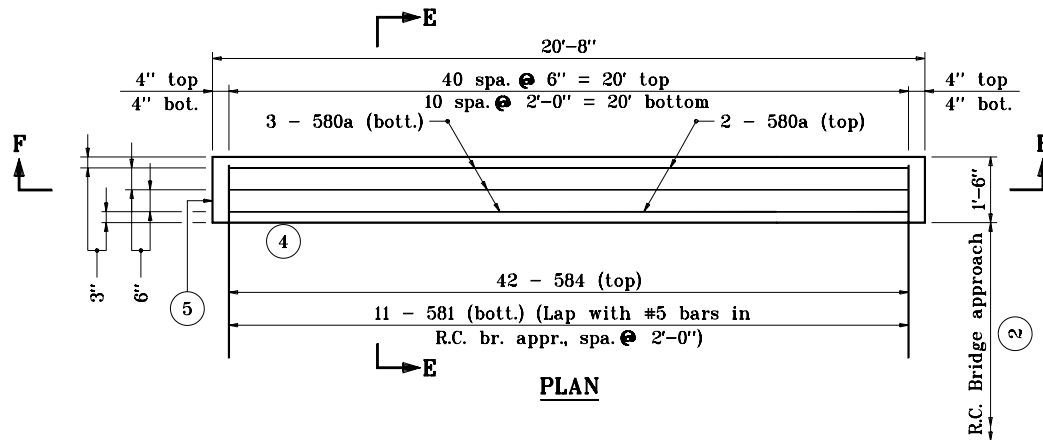 E
20'-8"
4" top
4" bot.
40 spa. @ 6" = 20' top
10 spa. @ 2'-0" = 20' bottom
4" top
4" bot.
3 - 580a (bott.)
2 - 580a (top)
F
F
1'-6"
4
5
3"
6"
42 - 584 (top)
11 - 581 (bott.) (Lap with #5 bars in
R.C. br. appr., spa. @ 2'-0")
R.C. Bridge approach
2
E
PLAN